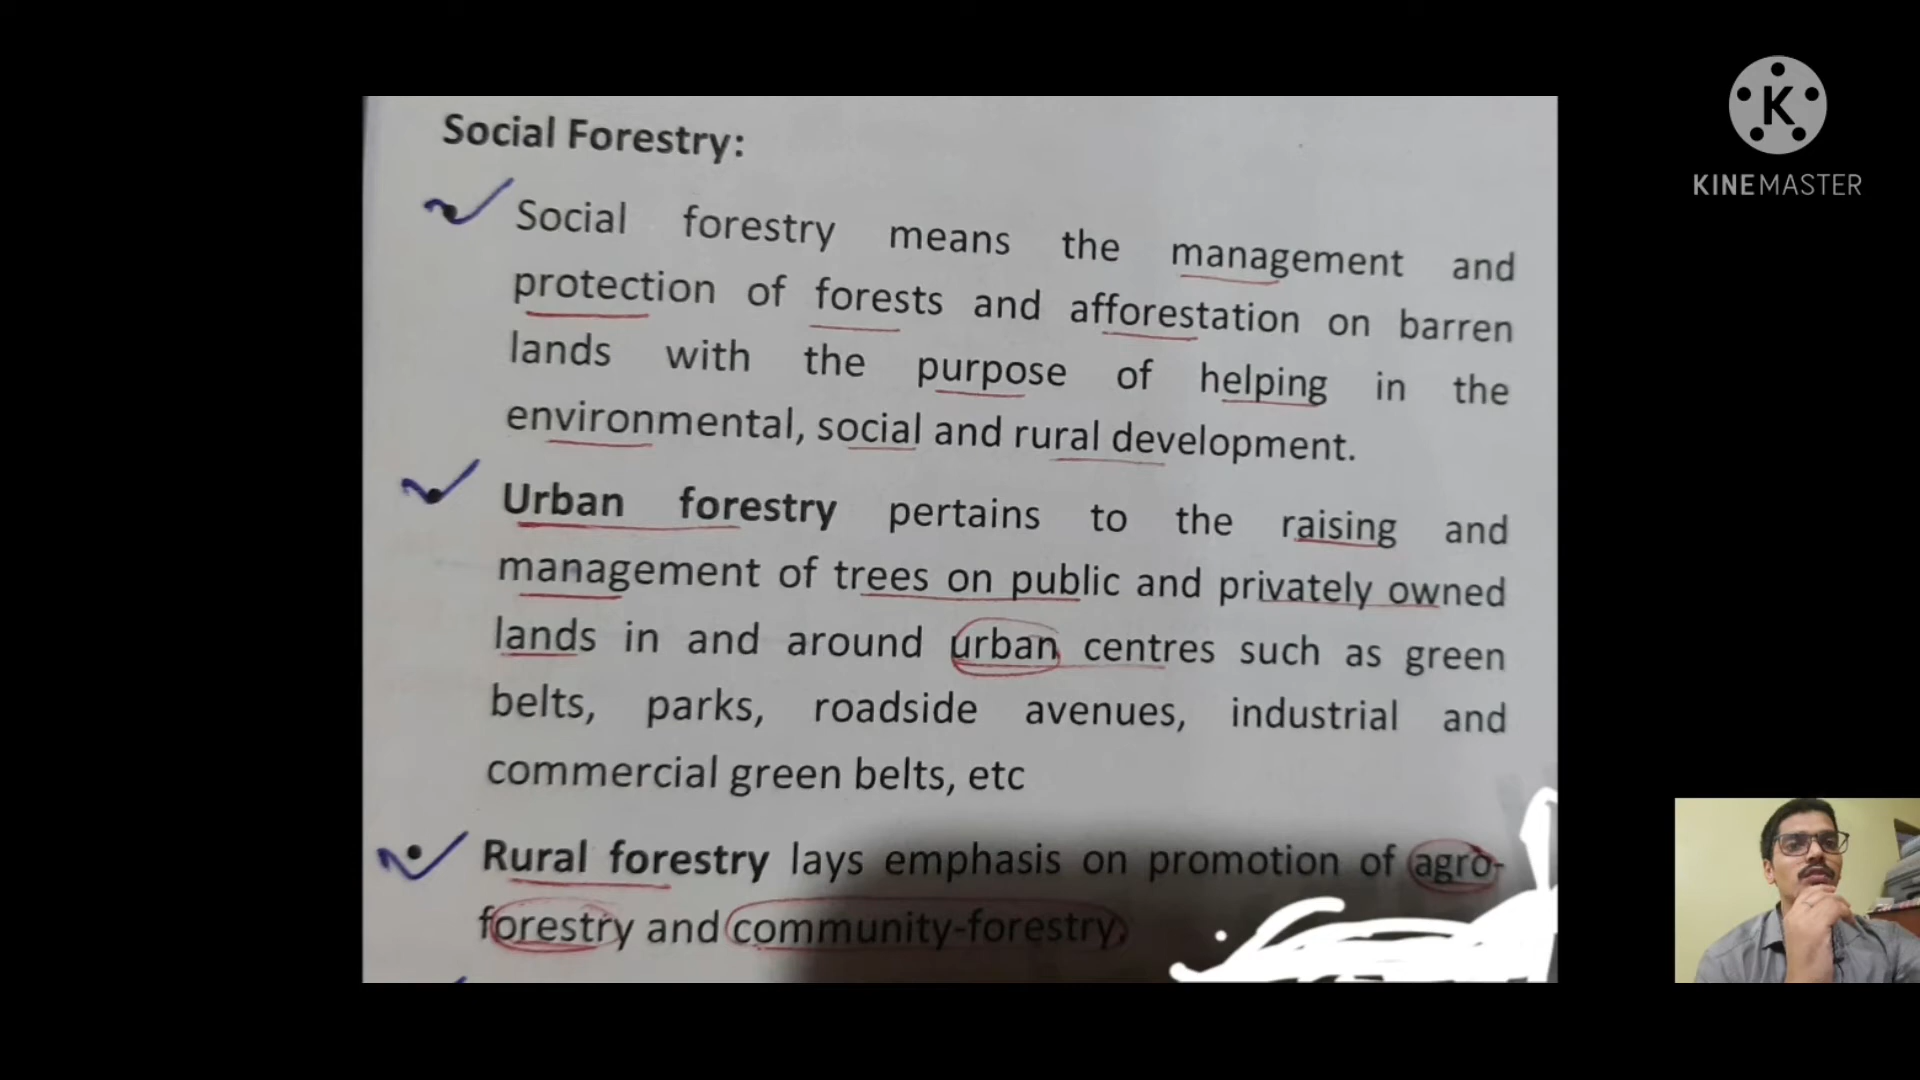 Social Forestry:
Social forestry means the management and
protection of forests and afforestation on barren
lands with the purpose of helping in the
environmental, social and rural development.
Urban forestry pertains to the raising and
management of trees on public and privately owned
lands in and around urban centres such as green
belts, parks, roadside avenues, industrial and
commercial green belts, etc
Rural forestry lays emphasis on promotion of agro-
forestry and community-forestry
K
KINEMASTER